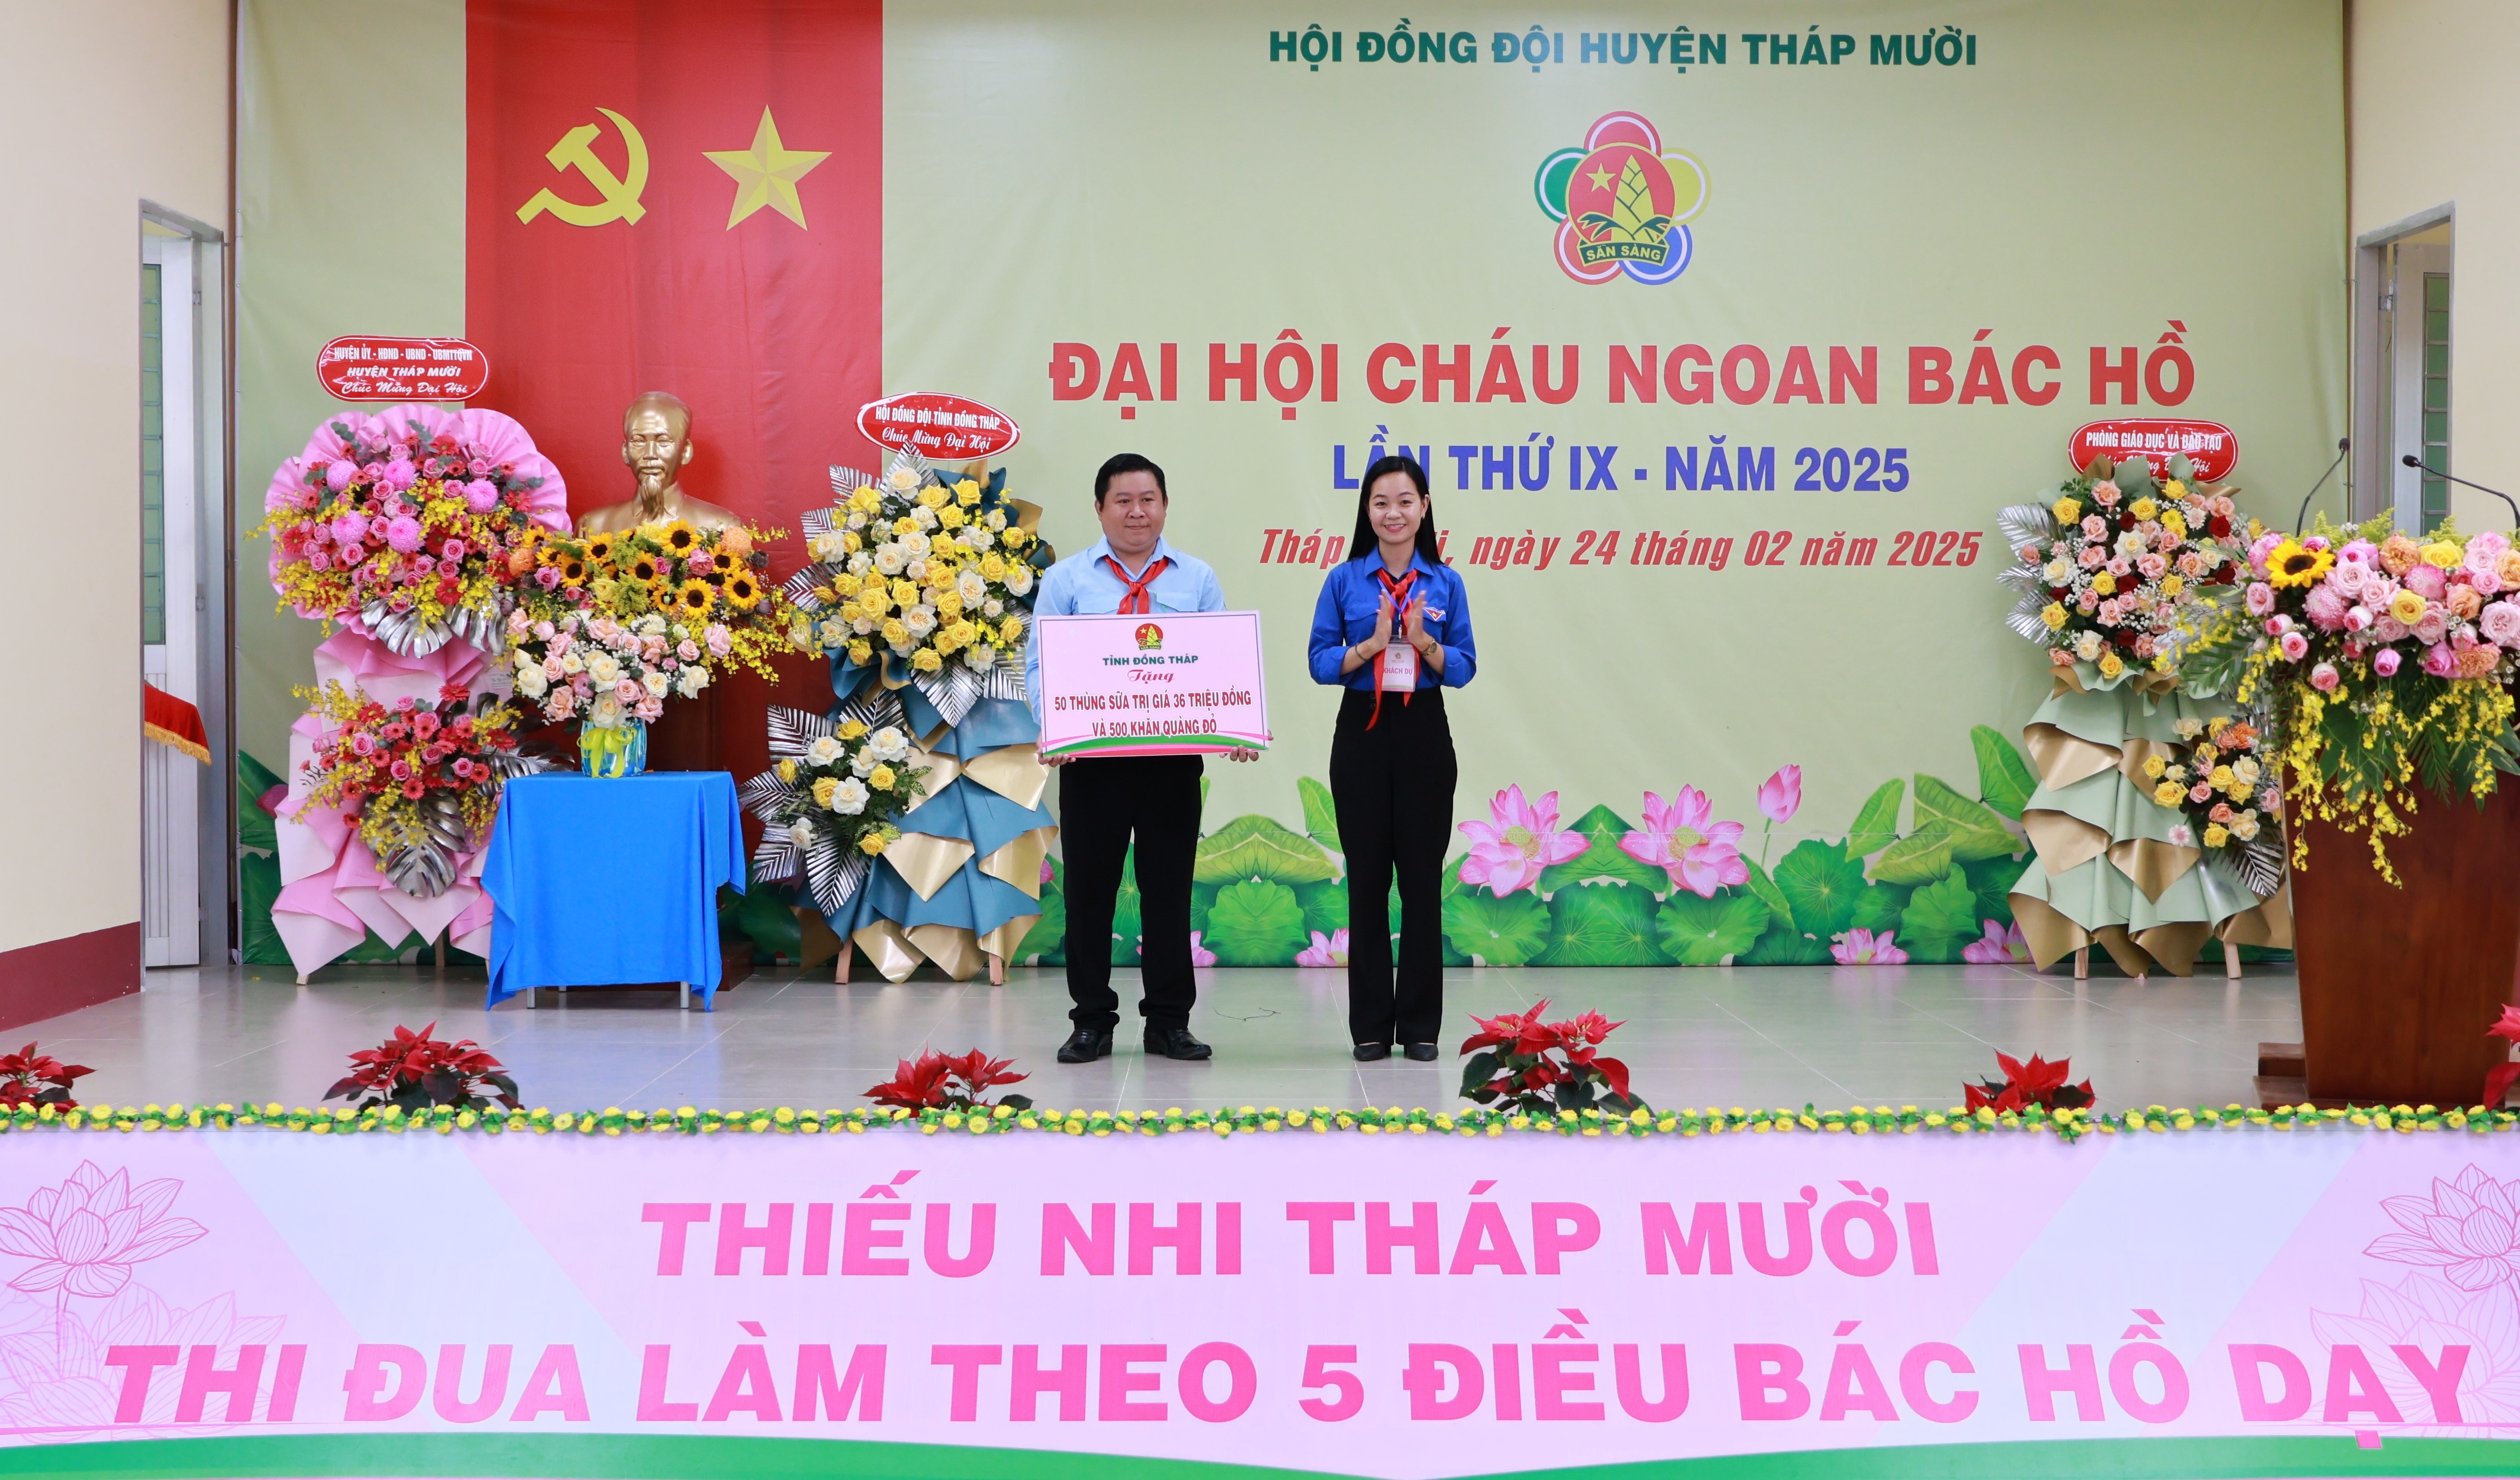 HỘI ĐỒNG ĐỘI HUYỆN THÁP MƯỜI
SẴN SÀNG
ĐẠI HỘI CHÁU NGOAN BÁC HỒ
LẦN THỨ IX - NĂM 2025
Tháp ngày 24 tháng 02 năm 2025
HUYỆN ỦY - HĐND - UBND - UBMTTQVN
HUYỆN THÁP MƯỜI
Chúc Mừng Đại Hội
HỘI ĐỒNG ĐỘI TỈNH ĐỒNG THÁP
Chúc Mừng Đại Hội
PHÒNG GIÁO DỤC VÀ ĐÀO TẠO
Hội
TỈNH ĐỒNG THÁP
Tặng
50 THÙNG SỮA TRỊ GIÁ 36 TRIỆU ĐỒNG
VÀ 500 KHĂN QUÀNG ĐỎ
KHÁCH DỰ
THIẾU NHI THÁP MƯỜI
THI ĐUA LÀM THEO 5 ĐIỀU BÁC HỒ DẠY